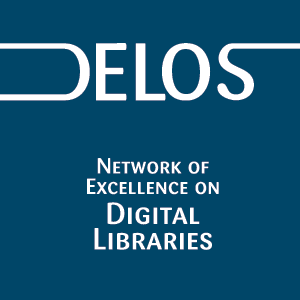 DELOS
NETWORK OF
EXCELLENCE ON
DIGITAL
LIBRARIES